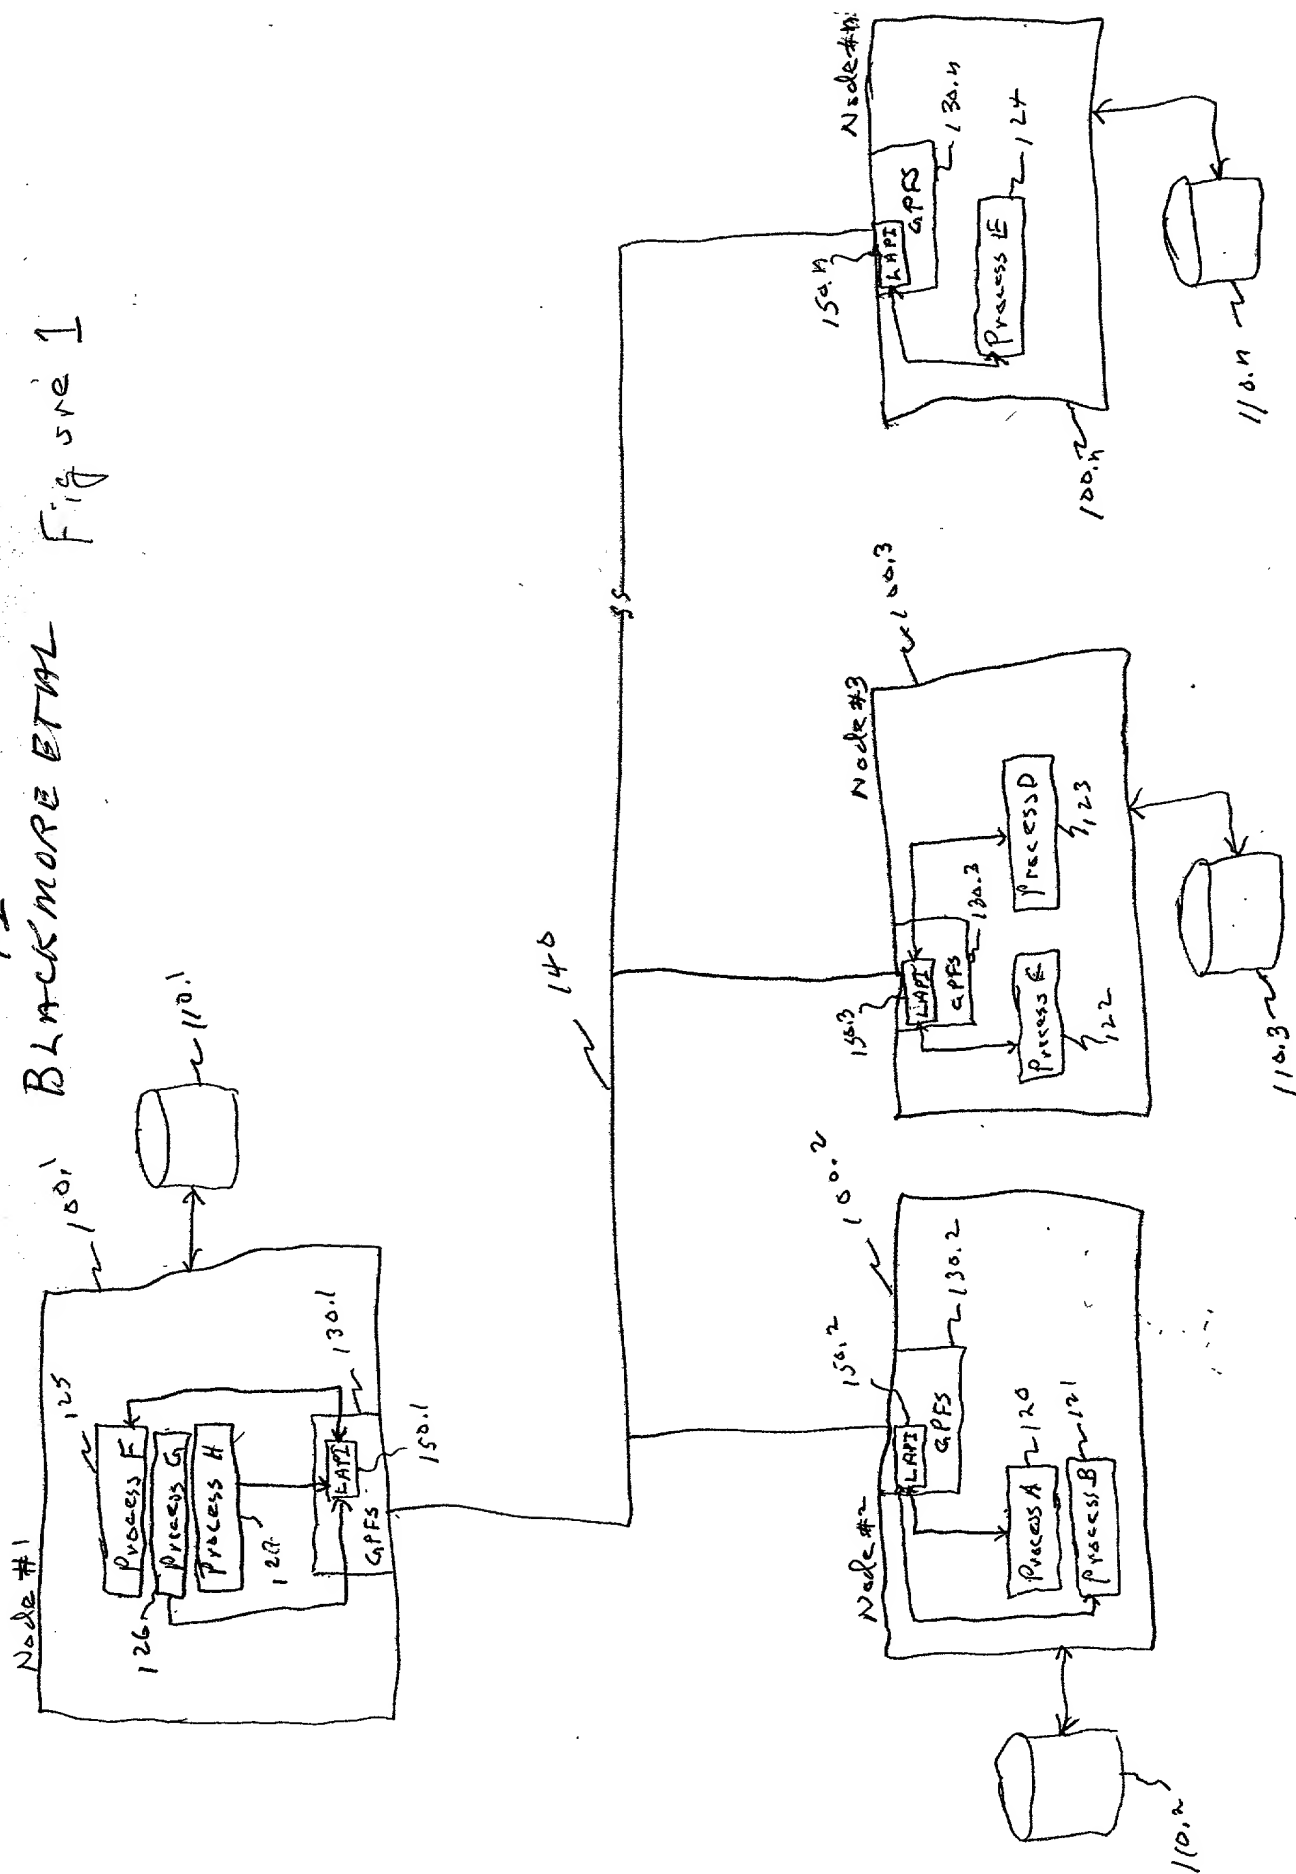 BLACKMORE ETAL
Figure 1
Node #1
100.1
110.1
125
Process F
126
Process G
Process H
LAPI
130.1
150.1
GPFS
140
Node #2
150.2
100.2
LAPI
GPFS
130.2
Process A
120
Process B
121
110.2
Node #3
150.3
100.3
LAPI
GPFS
130.3
Process
122
Process D
123
110.3
150.n
LAPI
GPFS
130.n
Process E
124
100.n
110.n